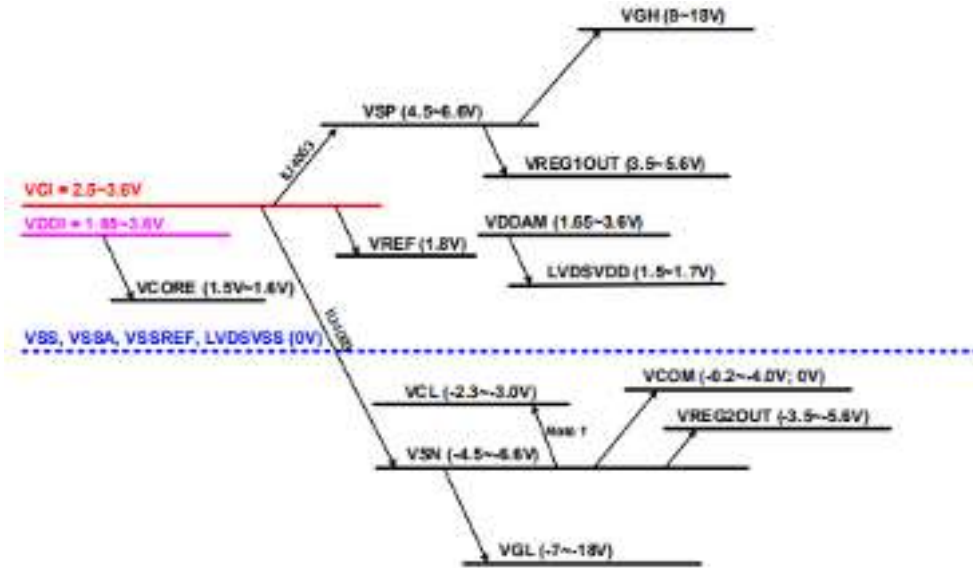 VGH (8~18V)
VSP (4.5~6.6V)
VREG1OUT (3.5~5.6V)
VCI = 2.5~3.6V
VDDI = 1.65~3.6V
VDDAM (1.65~3.6V)
VREF (1.8V)
LVDSVDD (1.5~1.7V)
VCORE (1.5V~1.6V)
VSS, VSSA, VSSREF, LVDSVSS (0V)
VCOM (-0.2~-4.0V; 0V)
VCL (-2.3~-3.0V)
VREG2OUT (-3.5~-5.6V)
Note 1
VSN (-4.5~-6.6V)
VGL (-7~-18V)